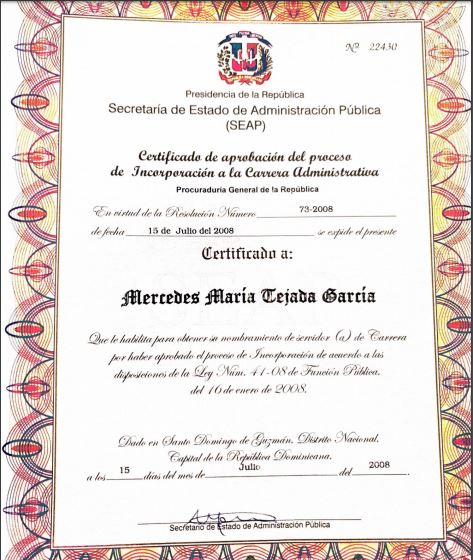 Nº 22430
Presidencia de la República
Secretaría de Estado de Administración Pública
(SEAP)
Certificado de aprobación del proceso
de Incorporación a la Carrera Administrativa
Procuraduría General de la República
En virtud de la Resolución Número 73-2008
de fecha 15 de Julio del 2008 se expide el presente
Certificado a:
Mercedes María Tejada García
Que le habilita para obtener su nombramiento de servidor (a) de Carrera
por haber aprobado el proceso de Incorporación de acuerdo a las
disposiciones de la Ley Núm. 41-08 de Función Pública,
del 16 de enero de 2008.
Dado en Santo Domingo de Guzmán, Distrito Nacional,
Capital de la República Dominicana,
a los 15 días del mes de Julio del 2008.
Secretario de Estado de Administración Pública